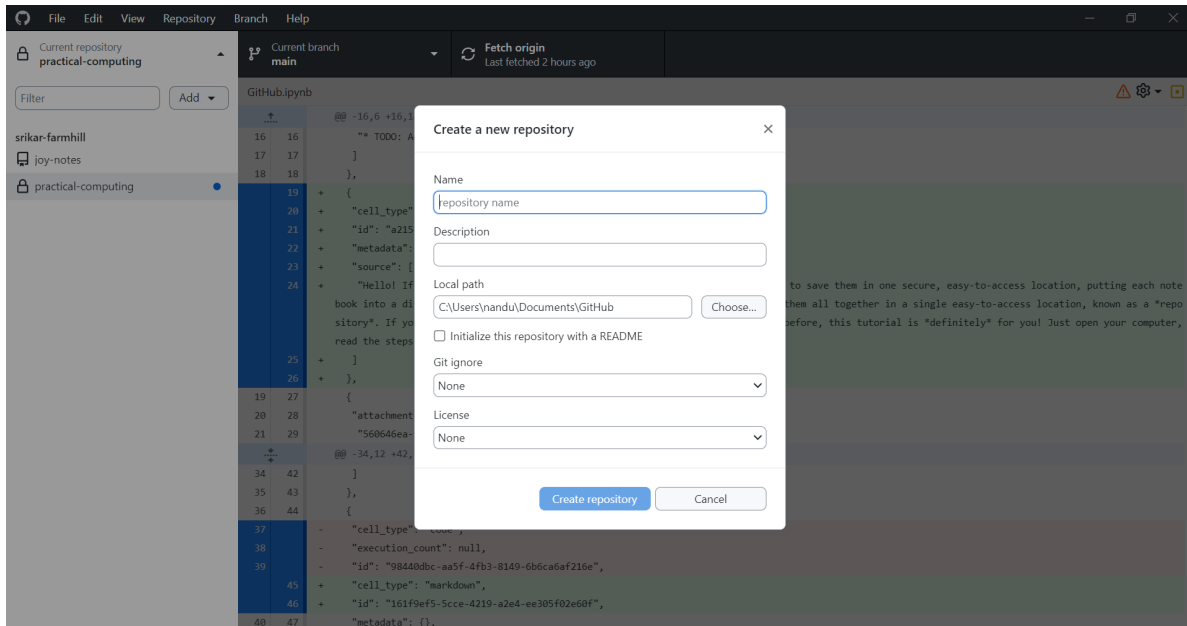 File Edit View Repository Branch Help
Current repository
practical-computing
Current branch
main
Fetch origin
Last fetched 2 hours ago
Filter
Add
srikar-farmhill
joy-notes
practical-computing
GitHub.ipynb
@@ -16,6 +16,1
16 16 "* TODO: A
17 17 ]
18 18 },
19 + {
20 + "cell_type"
21 + "id": "a215
22 + "metadata":
23 + "source": [
24 + "Hello! If to save them in one secure, easy-to-access location, putting each note
book into a di them all together in a single easy-to-access location, known as a *repo
sitory*. If yo before, this tutorial is *definitely* for you! Just open your computer,
read the steps
25 + ]
26 + },
19 27 {
20 28 "attachment
21 29 "560646ea-
@@ -34,12 +42,
34 42 ]
35 43 },
36 44 {
37 - "cell_type": "code",
38 - "execution_count": null,
39 - "id": "98440dbc-aa5f-4fb3-8149-6b6ca6af216e",
45 + "cell_type": "markdown",
46 + "id": "161f9ef5-5cce-4219-a2e4-ee305f02e60f",
40 47 "metadata": {},
Create a new repository
Name
repository name
Description
Local path
C:\Users\nandu\Documents\GitHub
Choose...
Initialize this repository with a README
Git ignore
None
License
None
Create repository
Cancel